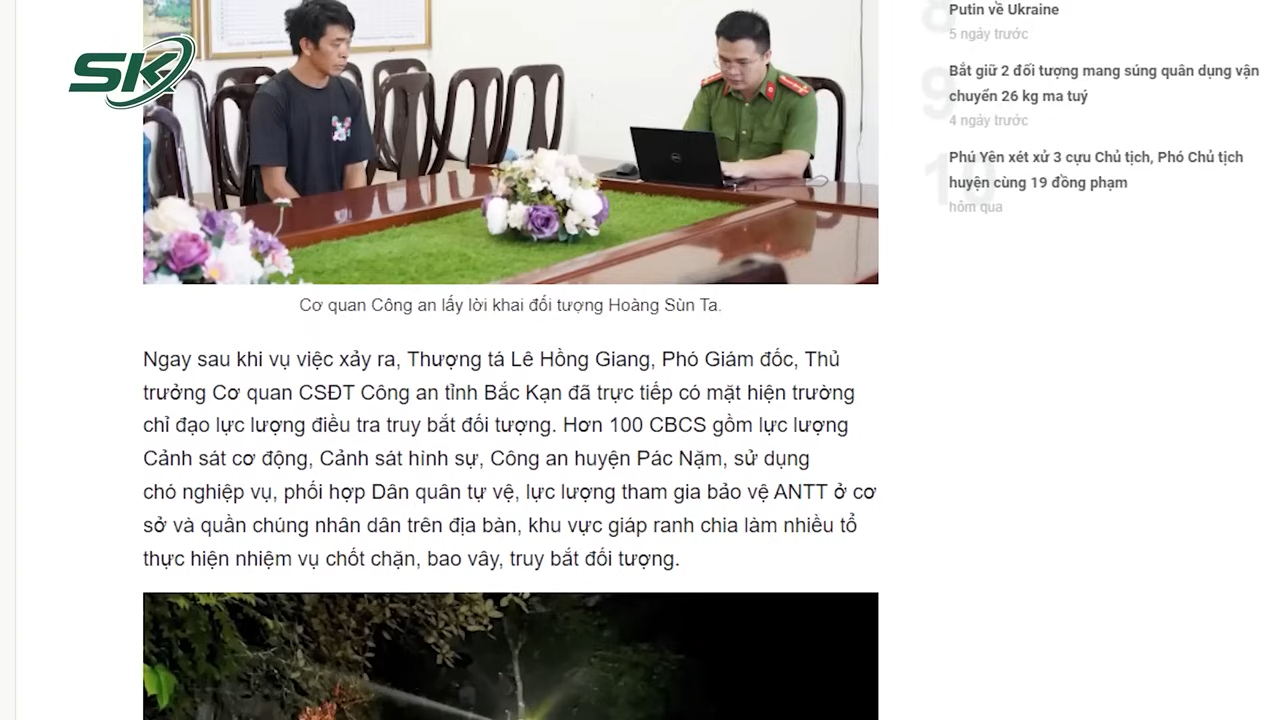 SK
Cơ quan Công an lấy lời khai đối tượng Hoàng Sùn Ta.
Ngay sau khi vụ việc xảy ra, Thượng tá Lê Hồng Giang, Phó Giám đốc, Thủ
trưởng Cơ quan CSĐT Công an tỉnh Bắc Kạn đã trực tiếp có mặt hiện trường
chỉ đạo lực lượng điều tra truy bắt đối tượng. Hơn 100 CBCS gồm lực lượng
Cảnh sát cơ động, Cảnh sát hình sự, Công an huyện Pác Nặm, sử dụng
chó nghiệp vụ, phối hợp Dân quân tự vệ, lực lượng tham gia bảo vệ ANTT ở cơ
sở và quần chúng nhân dân trên địa bàn, khu vực giáp ranh chia làm nhiều tổ
thực hiện nhiệm vụ chốt chặn, bao vây, truy bắt đối tượng.
8
Putin về Ukraine
5 ngày trước
9
Bắt giữ 2 đối tượng mang súng quân dụng vận
chuyển 26 kg ma tuý
4 ngày trước
10
Phú Yên xét xử 3 cựu Chủ tịch, Phó Chủ tịch
huyện cùng 19 đồng phạm
hôm qua